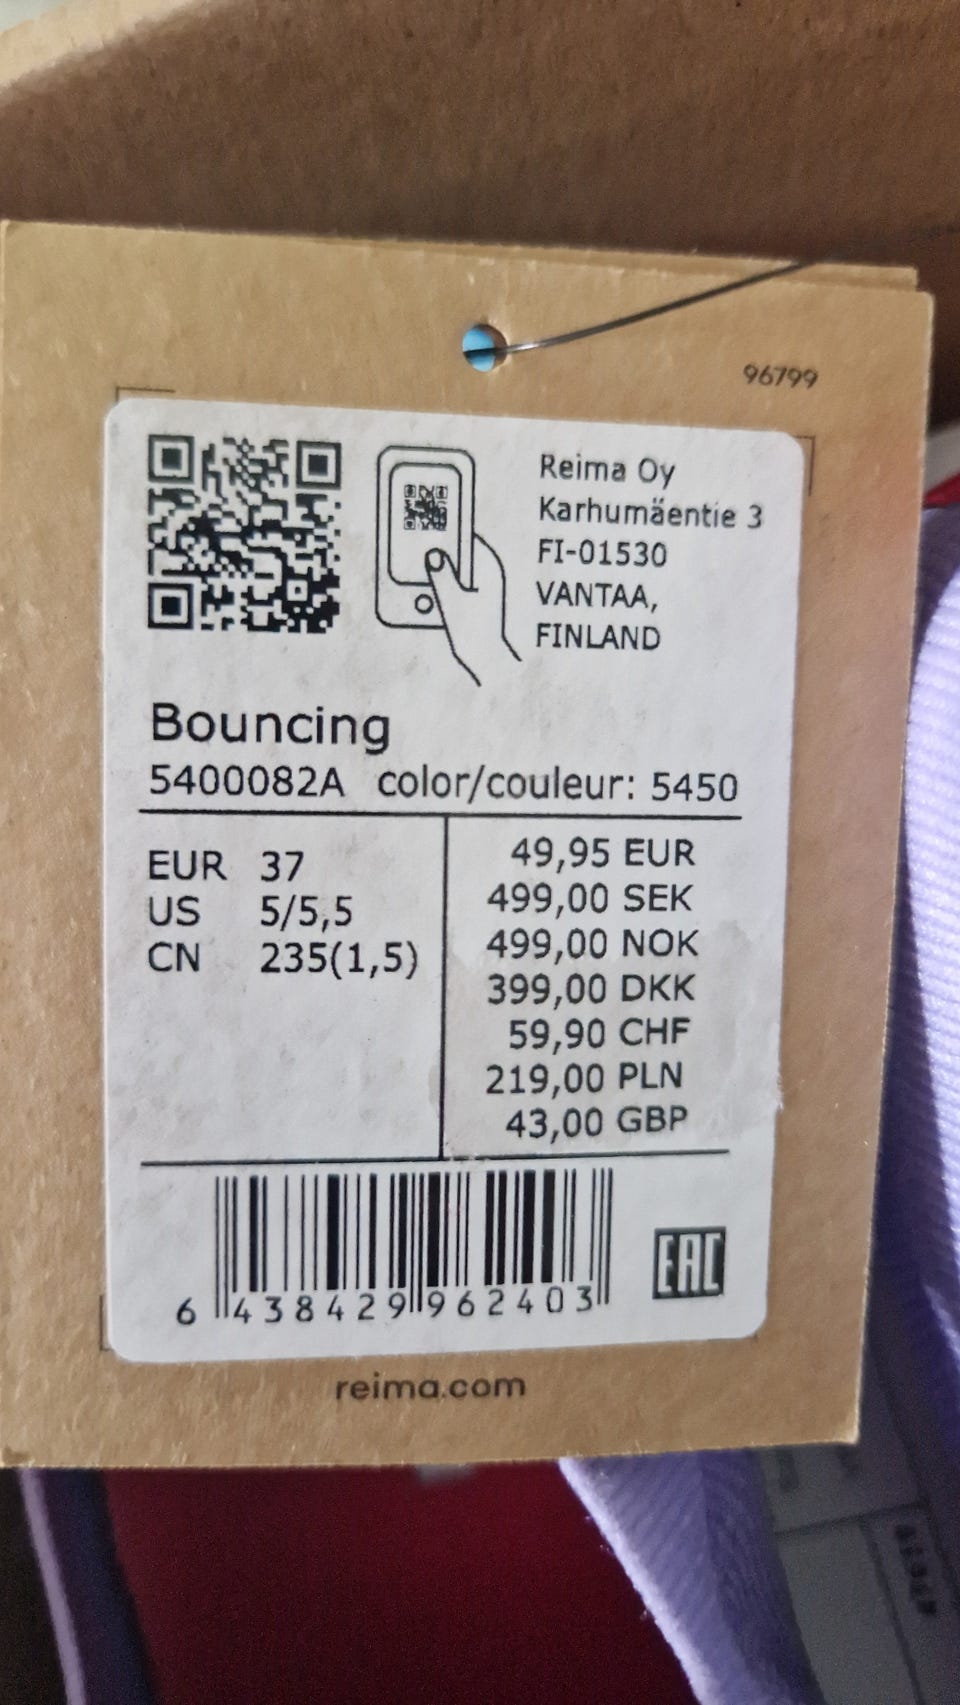 96799
Reima Oy
Karhumäentie 3
FI-01530
VANTAA,
FINLAND
Bouncing
5400082A color/couleur: 5450
EUR 37
US 5/5,5
CN 235(1,5)
49,95 EUR
499,00 SEK
499,00 NOK
399,00 DKK
59,90 CHF
219,00 PLN
43,00 GBP
6 438429 962403
EAC
reima.com